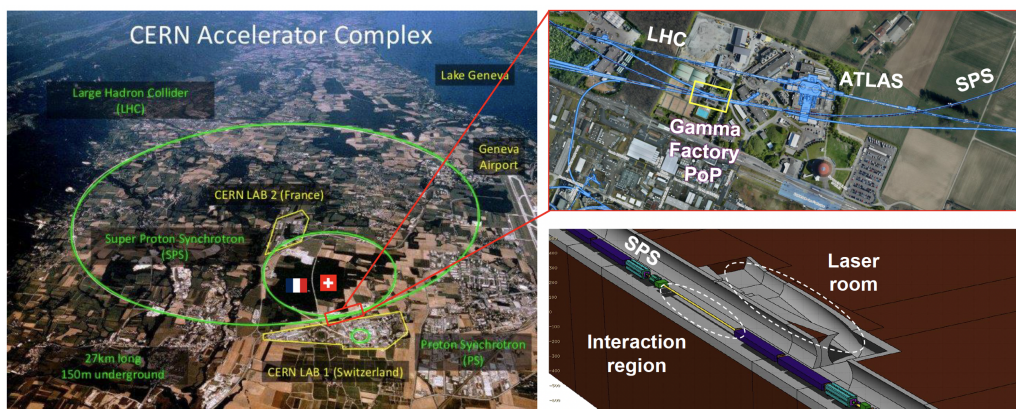 CERN Accelerator Complex
Lake Geneva
Large Hadron Collider
(LHC)
Geneva
Airport
CERN LAB 2 (France)
Super Proton Synchrotron
(SPS)
27km long
150m underground
CERN LAB 1 (Switzerland)
Proton Synchrotron
(PS)
LHC
ATLAS
SPS
Gamma
Factory
PoP
SPS
Laser
room
Interaction
region